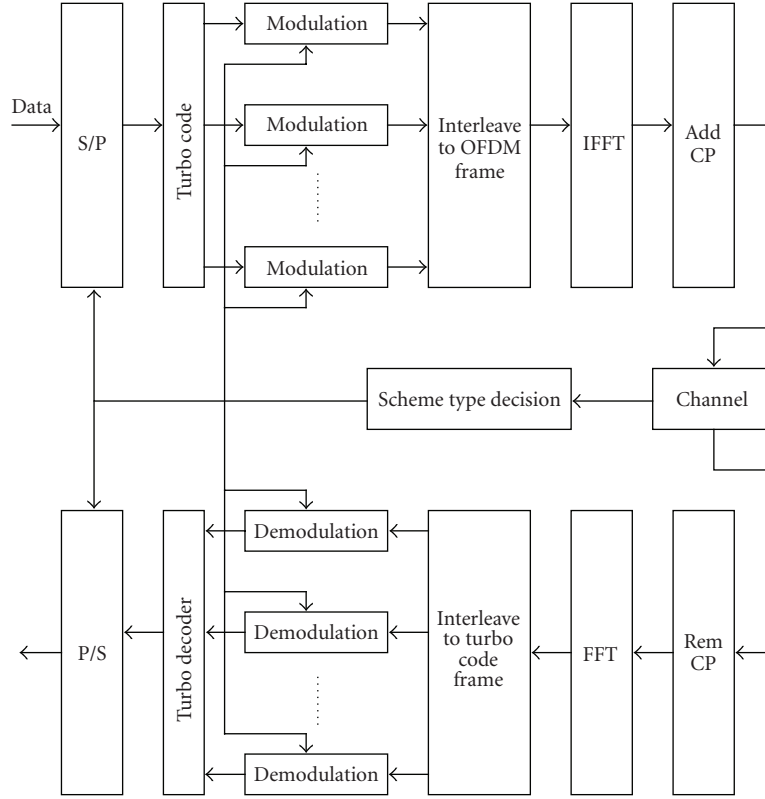 Data
S/P
Turbo code
Modulation
Modulation
Modulation
Interleave
to OFDM
frame
IFFT
Add
CP
Scheme type decision
Channel
P/S
Turbo decoder
Demodulation
Demodulation
Demodulation
Interleave
to turbo
code
frame
FFT
Rem
CP